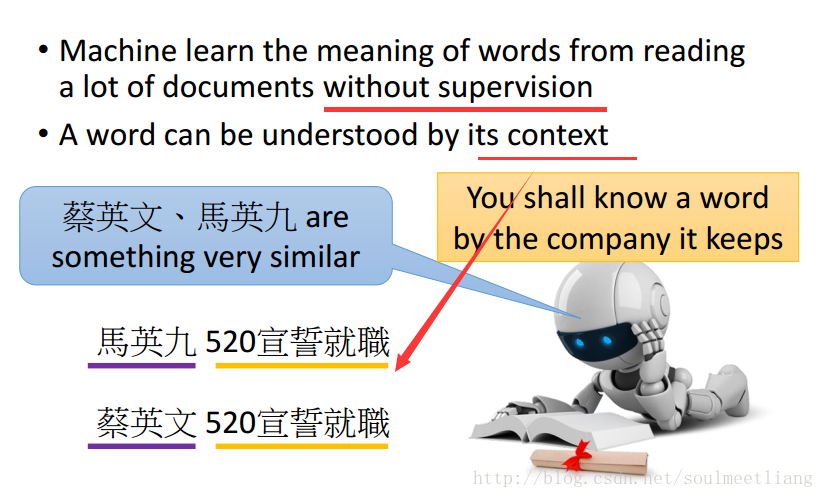 • Machine learn the meaning of words from reading
a lot of documents without supervision
• A word can be understood by its context
蔡英文、馬英九 are
something very similar
You shall know a word
by the company it keeps
馬英九 520宣誓就職
蔡英文 520宣誓就職
http://blog.csdn.net/soulmeetliang